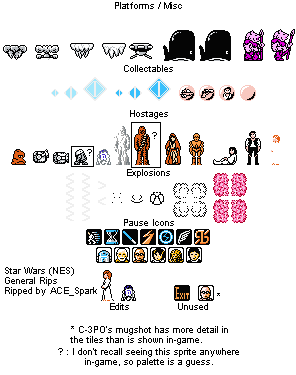 Platforms / Misc
Collectables
Hostages
?
?
Explosions
Pause Icons
Star Wars (NES)
General Rips
Ripped by ACE_Spark
Edits
Exit
*
Unused
* C-3PO's mugshot has more detail in
the tiles than is shown in-game.
? : I don't recall seeing this sprite anywhere
in-game, so palette is a guess.